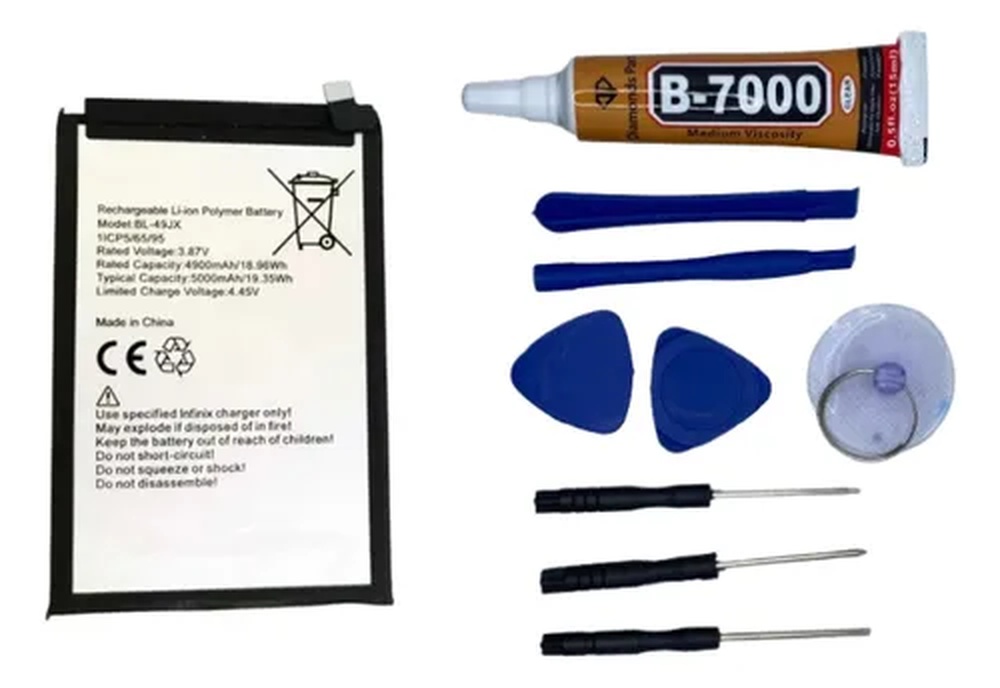 Rechargeable Li-ion Polymer Battery
Model:BL-49JX
1ICP5/65/95
Rated Voltage:3.87V
Rated Capacity:4900mAh/18.96Wh
Typical Capacity:5000mAh/19.35Wh
Limited Charge Voltage:4.45V
Made in China
CE
Use specified Infinix charger only!
May explode if disposed of in fire!
Keep the battery out of reach of children!
Do not short-circuit!
Do not squeeze or shock!
Do not disassemble!
B-7000
CLEAR
Medium Viscosity
0.5fl.oz(15ml)